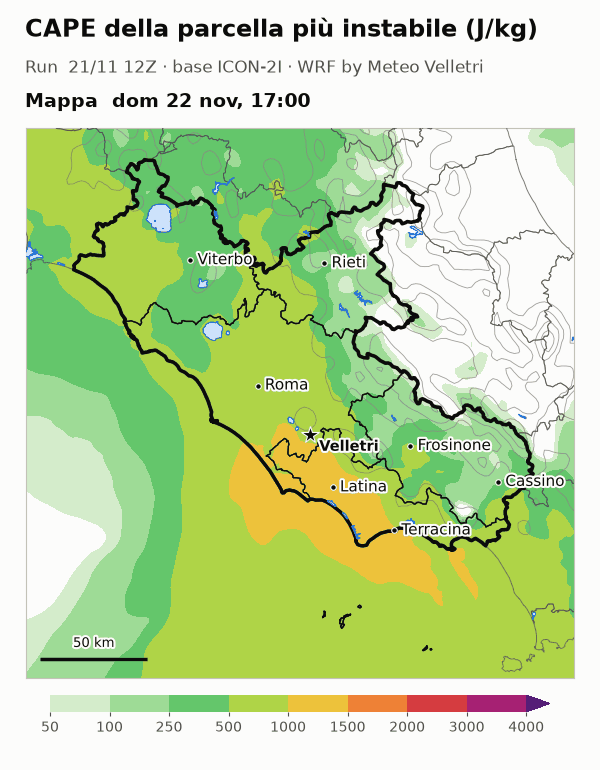 CAPE della parcella più instabile (J/kg)
Run  21/11 12Z · base ICON-2I · WRF by Meteo Velletri
Mappa  dom 22 nov, 17:00
Viterbo
Rieti
Roma
Velletri
Frosinone
Cassino
Latina
Terracina
50 km
50 100 250 500 1000 1500 2000 3000 4000